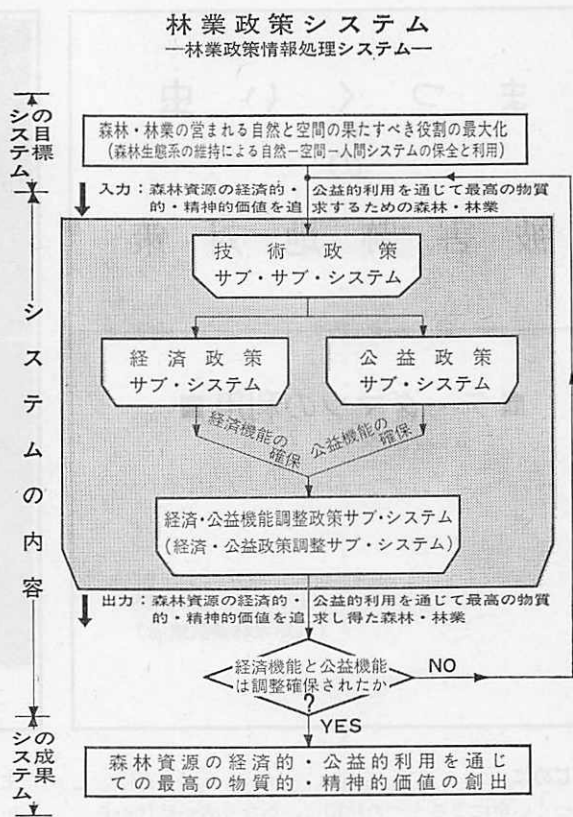 林業政策システム
―林業政策情報処理システム―
システムの目標
森林・林業の営まれる自然と空間の果たすべき役割の最大化
(森林生態系の維持による自然―空間―人間システムの保全と利用)
入力:森林資源の経済的・公益的利用を通じて最高の物質
的・精神的価値を追求するための森林・林業
システムの内容
技術政策
サブ・サブ・システム
経済政策
サブ・システム
公益政策
サブ・システム
経済機能の
確保
公益機能の
確保
経済・公益機能調整政策サブ・システム
(経済・公益政策調整サブ・システム)
出力:森林資源の経済的・公益的利用を通じて最高の物質
的・精神的価値を追求し得た森林・林業
経済機能と公益機能
は調整確保されたか
?
NO
YES
システムの成果
森林資源の経済的・公益的利用を通じ
ての最高の物質的・精神的価値の創出